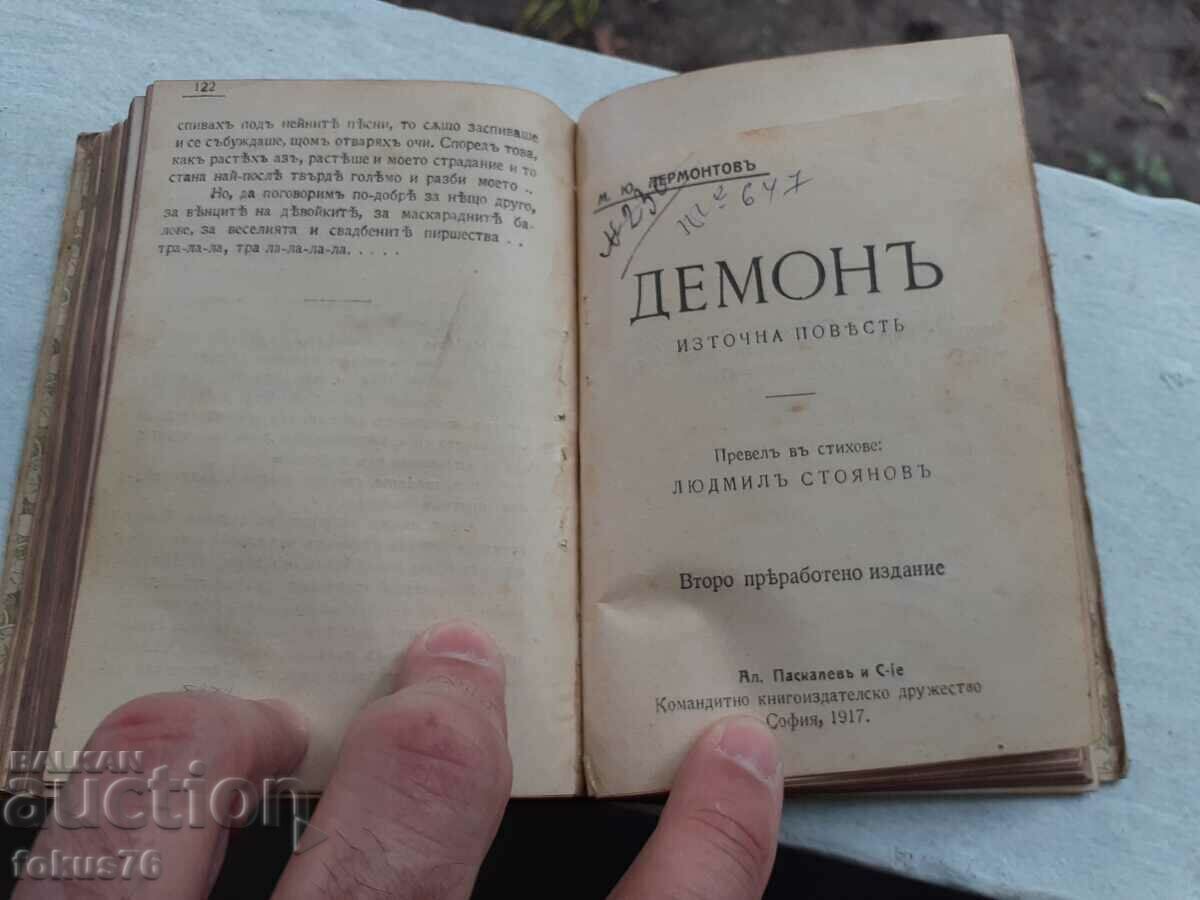 122
спивахъ подъ нейнитѣ пѣсни, то сѫщо заспиваше
и се събуждаше, щомъ отваряхъ очи. Споредъ това,
какъ растѣхъ азъ, растѣше и моето страдание и то
стана най-послѣ твърдѣ голѣмо и разби моето . .
Но, да поговоримъ по-добрѣ за нѣщо друго,
за вѣнцитѣ на дѣвойкитѣ, за маскараднитѣ ба-
лове, за веселията и свадбенитѣ пиршества . .
тра-ла-ла, тра ла-ла-ла-ла. . . . .
М. Ю. ЛЕРМОНТОВЪ
№ 647
ДЕМОНЪ
ИЗТОЧНА ПОВѢСТЬ
Превелъ въ стихове:
ЛЮДМИЛЪ СТОЯНОВЪ
Второ прѣработено издание
Ал. Паскалевъ и С-ie
Командитно книгоиздателско дружество
София, 1917.
BALKAN
auction
fokus76